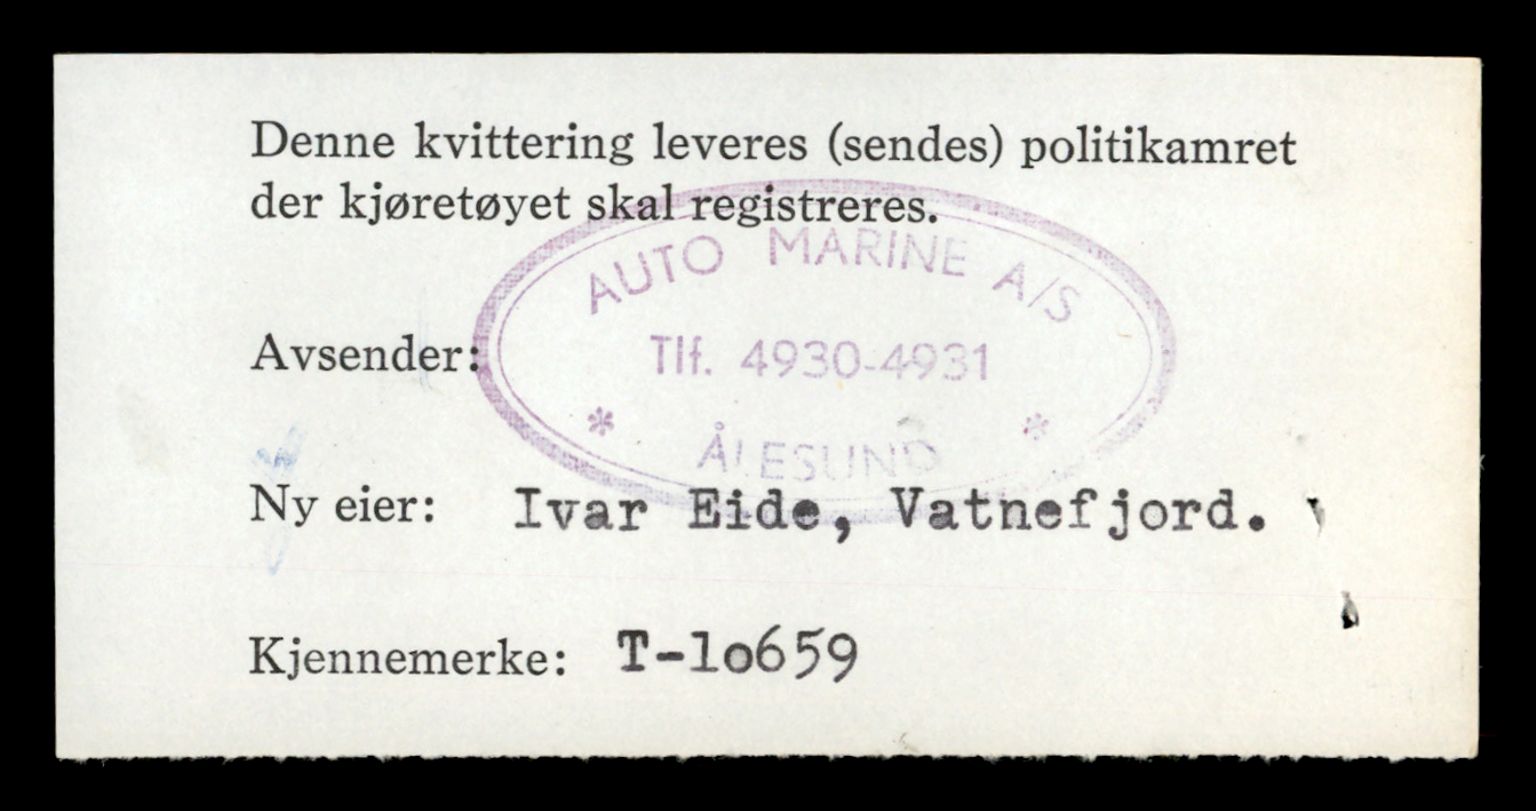 Denne kvittering leveres (sendes) politikamret
der kjøretøyet skal registreres.
AUTO MARINE A/S
Avsender:
Tlf. 4930-4931
ÅLESUND
Ny eier: Ivar Eide, Vatnefjord.
Kjennemerke: T-lo659